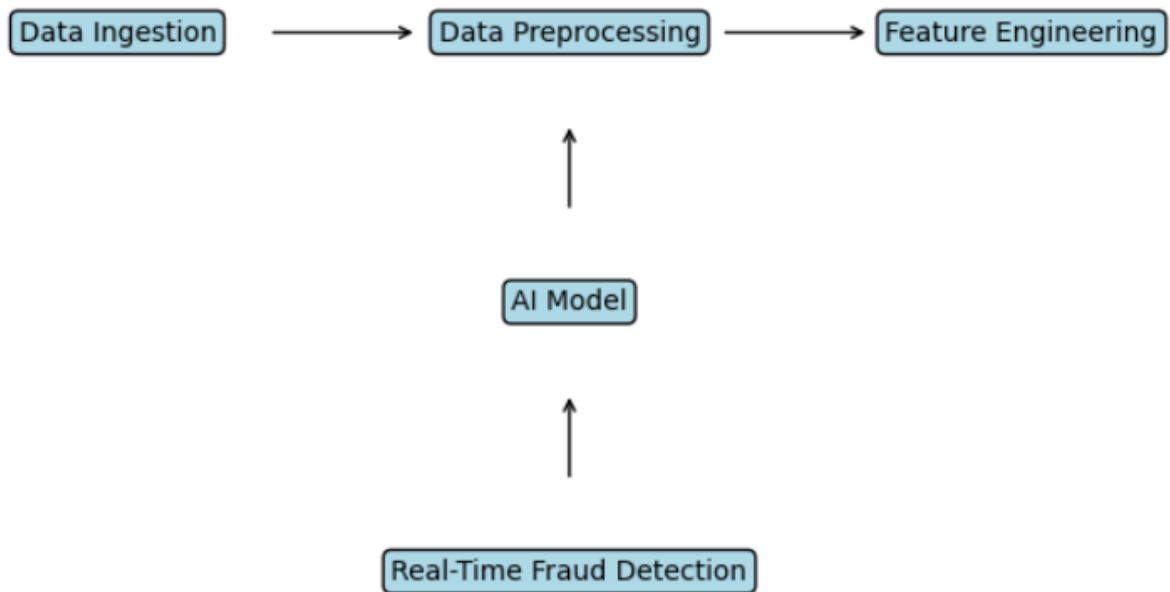 Data Ingestion
Data Preprocessing
Feature Engineering
AI Model
Real-Time Fraud Detection